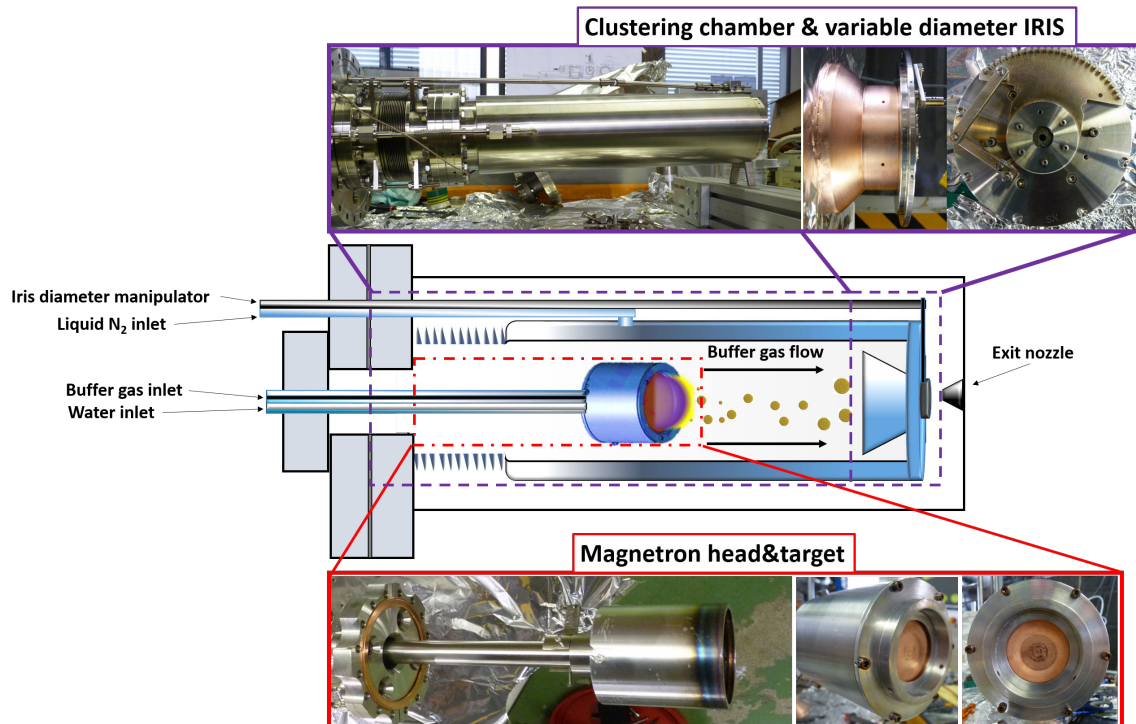 Clustering chamber & variable diameter IRIS
Iris diameter manipulator
Liquid N₂ inlet
Buffer gas flow
Exit nozzle
Buffer gas inlet
Water inlet
Magnetron head&target